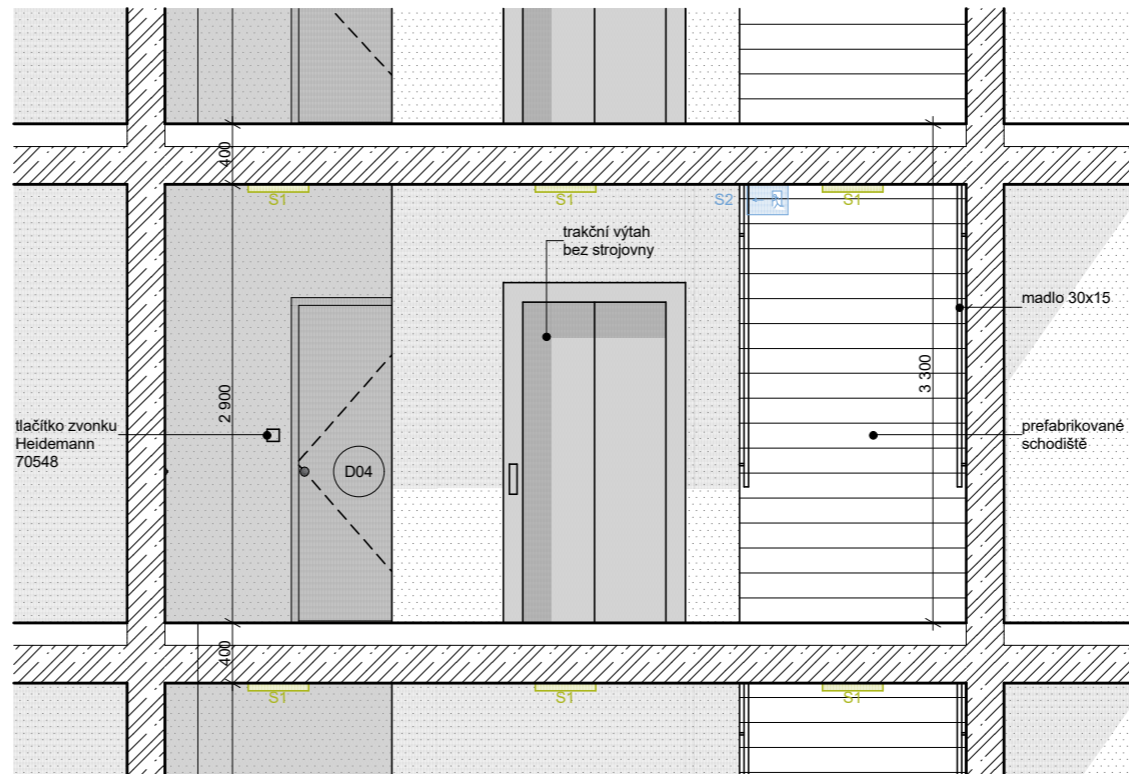 400
S1
S1
S2
S1
trakční výtah
bez strojovny
madlo 30x15
3 300
2 900
tlačítko zvonku
Heidemann
70548
prefabrikované
schodiště
D04
400
S1
S1
S1